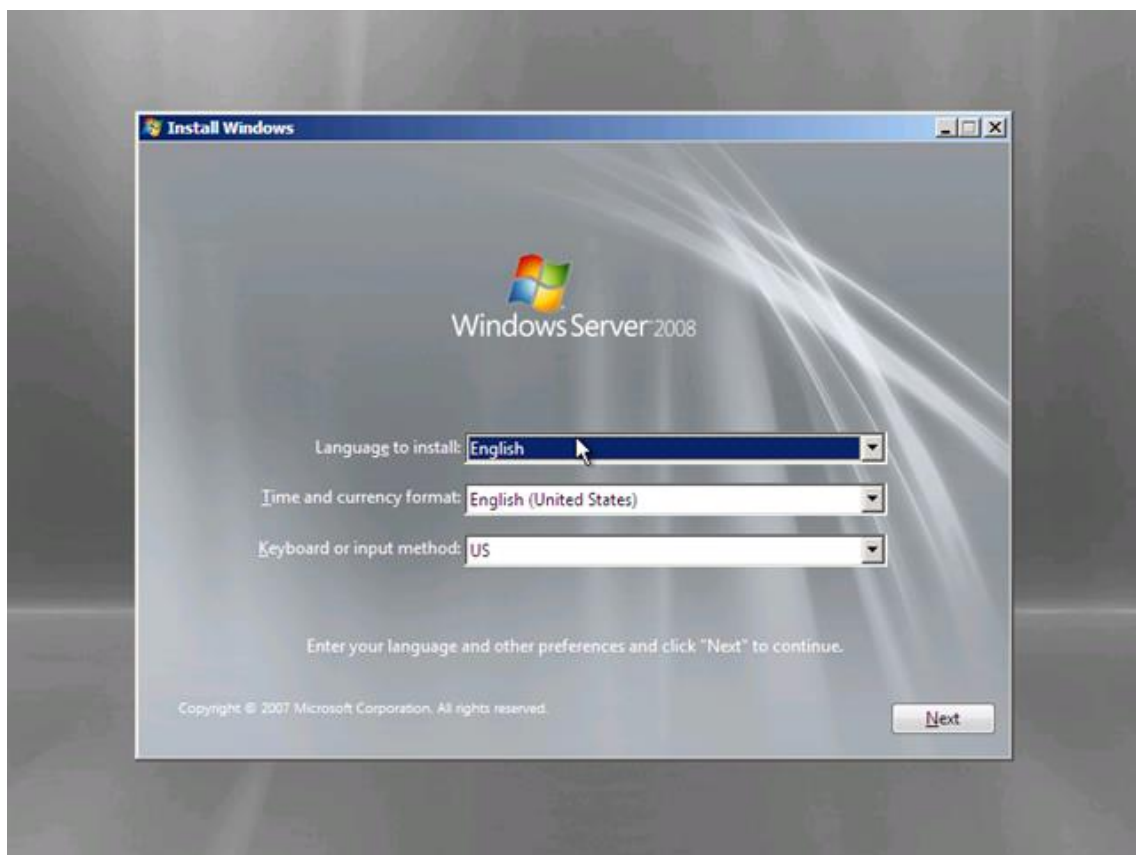 Install Windows
Windows Server 2008
Language to install: English
Time and currency format: English (United States)
Keyboard or input method: US
Enter your language and other preferences and click "Next" to continue.
Copyright © 2007 Microsoft Corporation. All rights reserved.
Next